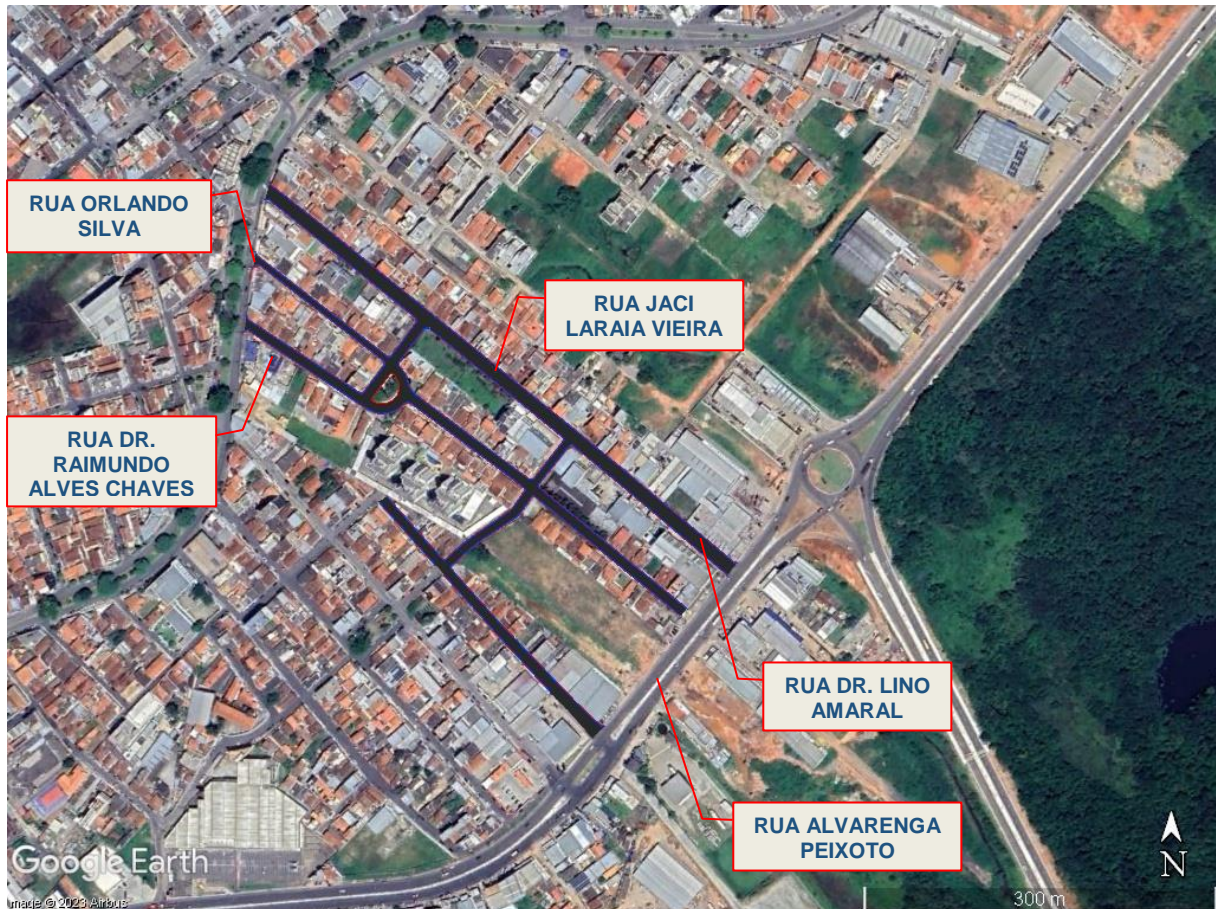 RUA ORLANDO
SILVA
RUA JACI
LARAIA VIEIRA
RUA DR.
RAIMUNDO
ALVES CHAVES
RUA DR. LINO
AMARAL
RUA ALVARENGA
PEIXOTO
N
Google Earth
Image © 2023 Airbus
300 m